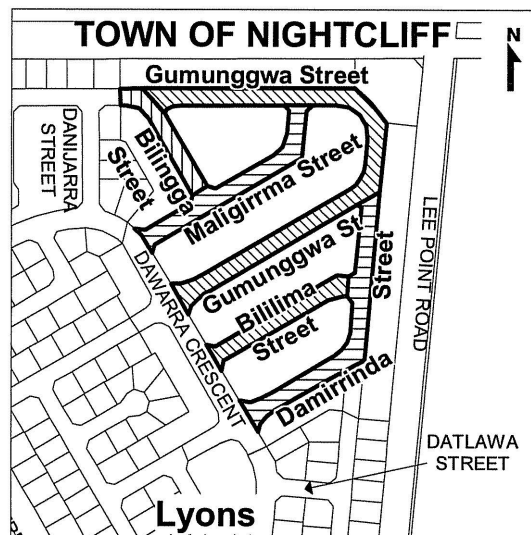 TOWN OF NIGHTCLIFF
N
Gumunggwa Street
DANIJARRA
STREET
Bilingga
Street
Maligirrma Street
Gumunggwa St
Bililima
Street
Street
Damirrinda
DAWARRA CRESCENT
LEE POINT ROAD
DATLAWA
STREET
Lyons